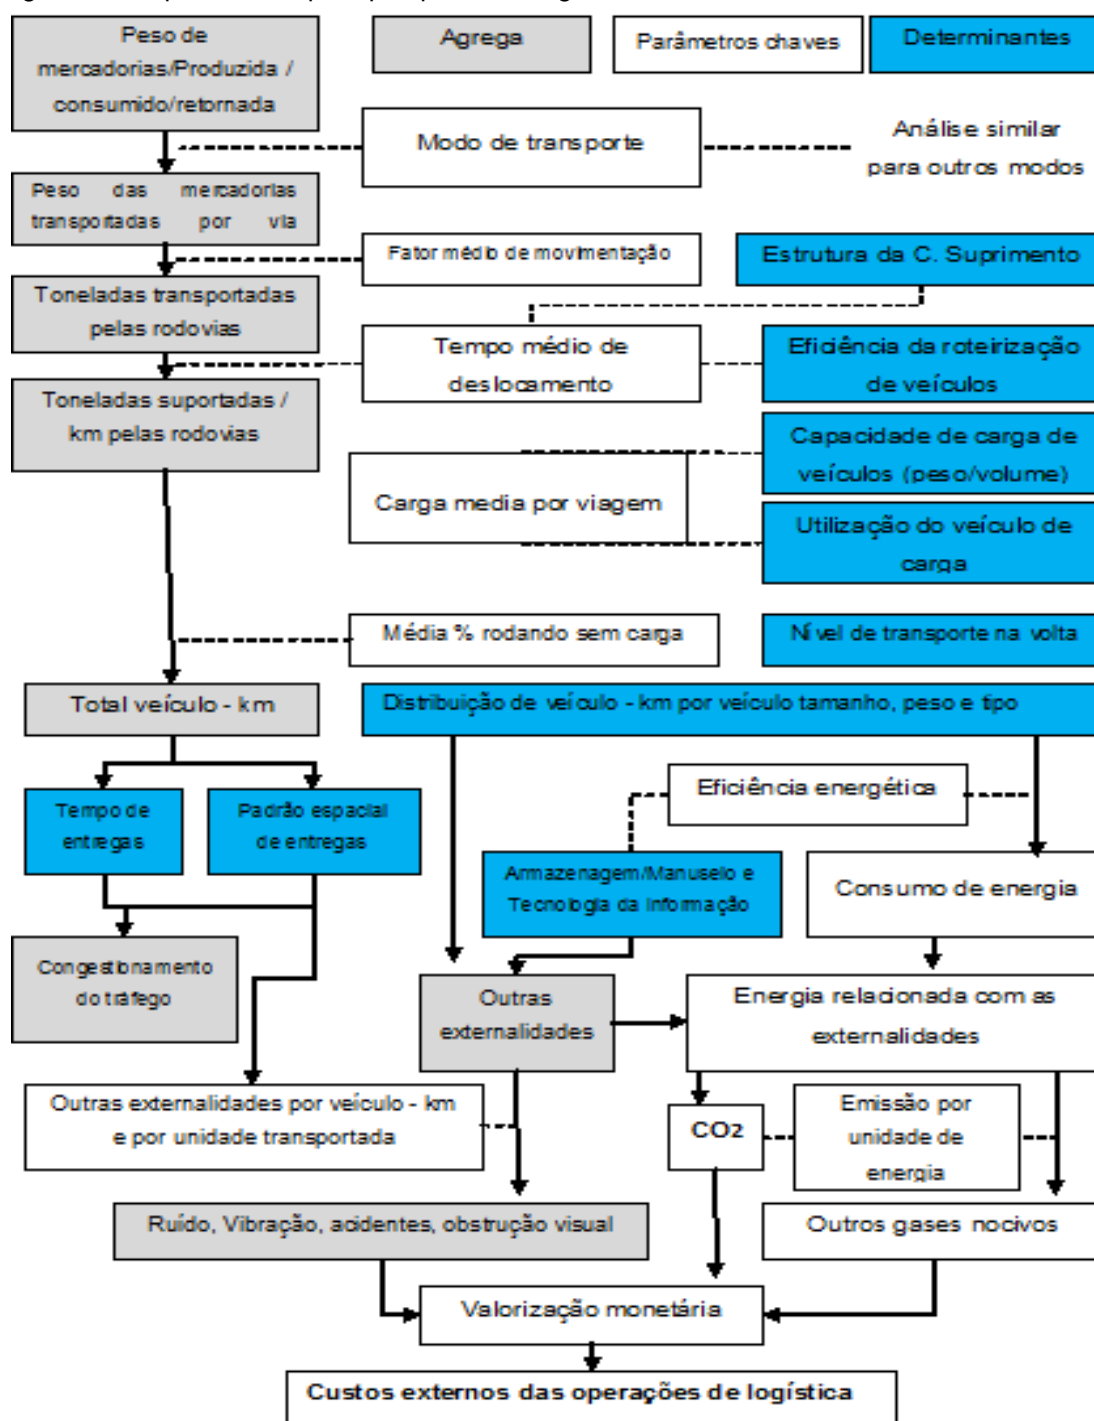 Peso de
mercadorias/Produzida /
consumido/retornada
Agrega
Parâmetros chaves
Determinantes
Modo de transporte
Análise similar
para outros modos
Peso das mercadorias
transportadas por via
Fator médio de movimentação
Estrutura da C. Suprimento
Toneladas transportadas
pelas rodovias
Tempo médio de
deslocamento
Eficiência da roteirização
de veículos
Toneladas suportadas /
km pelas rodovias
Capacidade de carga de
veículos (peso/volume)
Carga media por viagem
Utilização do veículo de
carga
Média % rodando sem carga
Nível de transporte na volta
Total veículo - km
Distribuição de veículo - km por veículo tamanho, peso e tipo
Eficiência energética
Tempo de
entregas
Padrão espacial
de entregas
Armazenagem/Manuseio e
Tecnologia da Informação
Consumo de energia
Congestionamento
do tráfego
Outras
externalidades
Energia relacionada com as
externalidades
Outras externalidades por veículo - km
e por unidade transportada
CO2
Emissão por
unidade de
energia
Ruído, Vibração, acidentes, obstrução visual
Outros gases nocivos
Valorização monetária
Custos externos das operações de logística